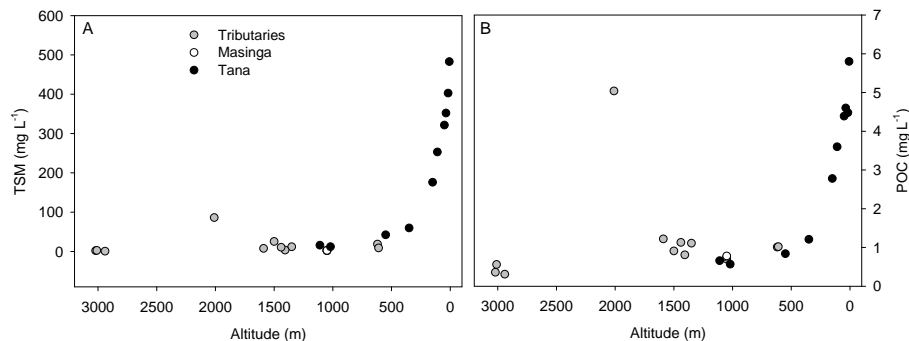 A
Tributaries
Masinga
Tana
600
500
400
300
200
100
0
TSM (mg L-1)
3000 2500 2000 1500 1000 500 0
Altitude (m)
B
7
6
5
4
3
2
1
0
POC (mg L-1)
3000 2500 2000 1500 1000 500 0
Altitude (m)